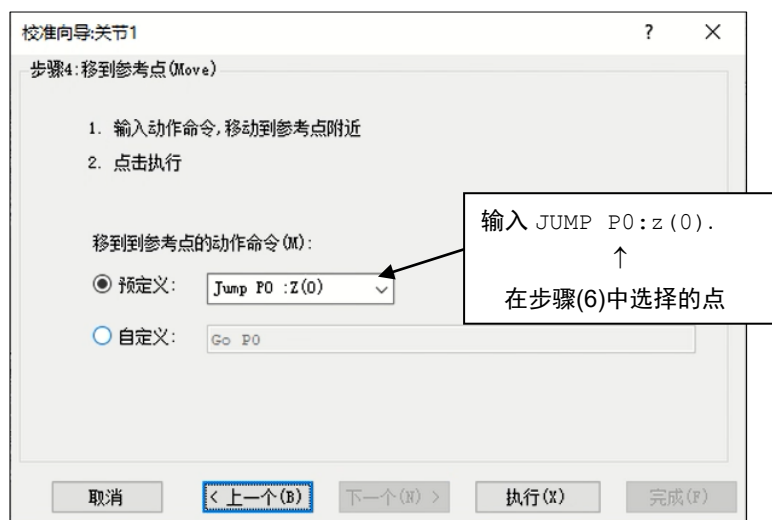 校准向导:关节1
? ×
步骤4:移到参考点(Move)
1. 输入动作命令,移动到参考点附近
2. 点击执行
输入 JUMP P0:z(0).
↑
在步骤(6)中选择的点
移到到参考点的动作命令(M):
预定义: Jump P0 :Z(0)
自定义: Go P0
取消 < 上一个(B) 下一个(N) > 执行(X) 完成(F)